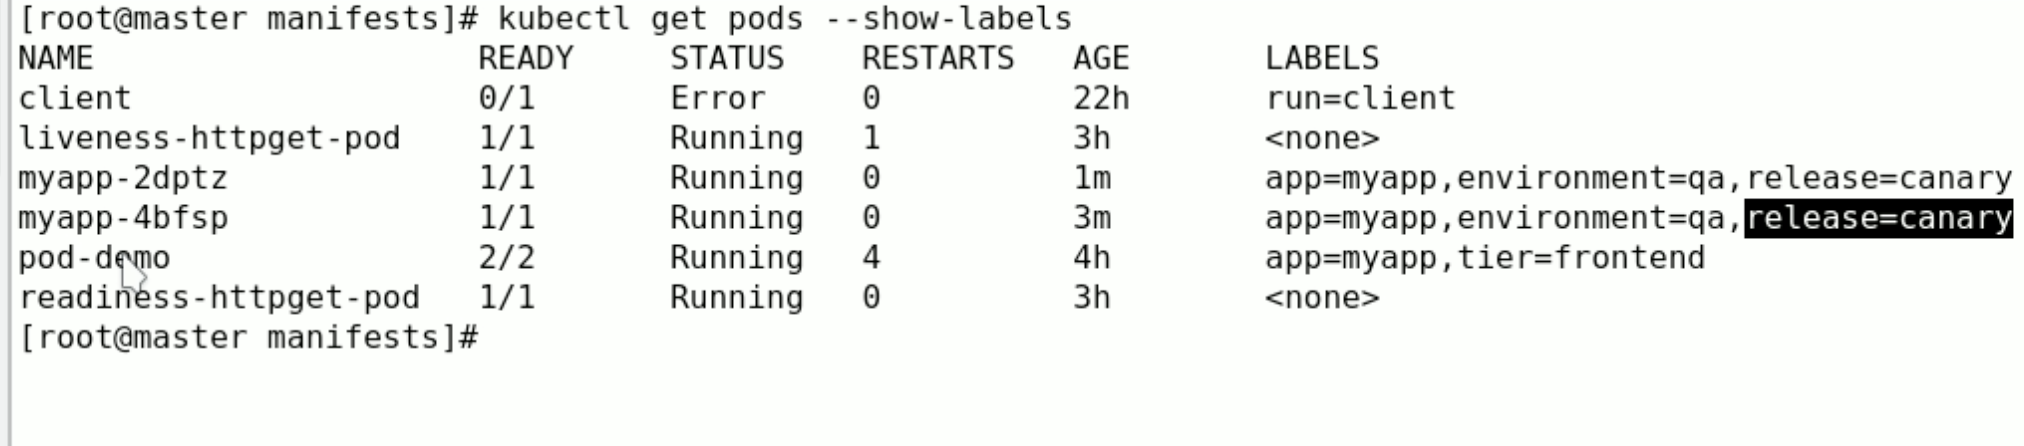 [root@master manifests]# kubectl get pods --show-labels
NAME                    READY     STATUS    RESTARTS   AGE       LABELS
client                  0/1       Error     0          22h       run=client
liveness-httpget-pod    1/1       Running   1          3h        <none>
myapp-2dptz             1/1       Running   0          1m        app=myapp,environment=qa,release=canary
myapp-4bfsp             1/1       Running   0          3m        app=myapp,environment=qa,release=canary
pod-demo                2/2       Running   4          4h        app=myapp,tier=frontend
readiness-httpget-pod   1/1       Running   0          3h        <none>
[root@master manifests]#